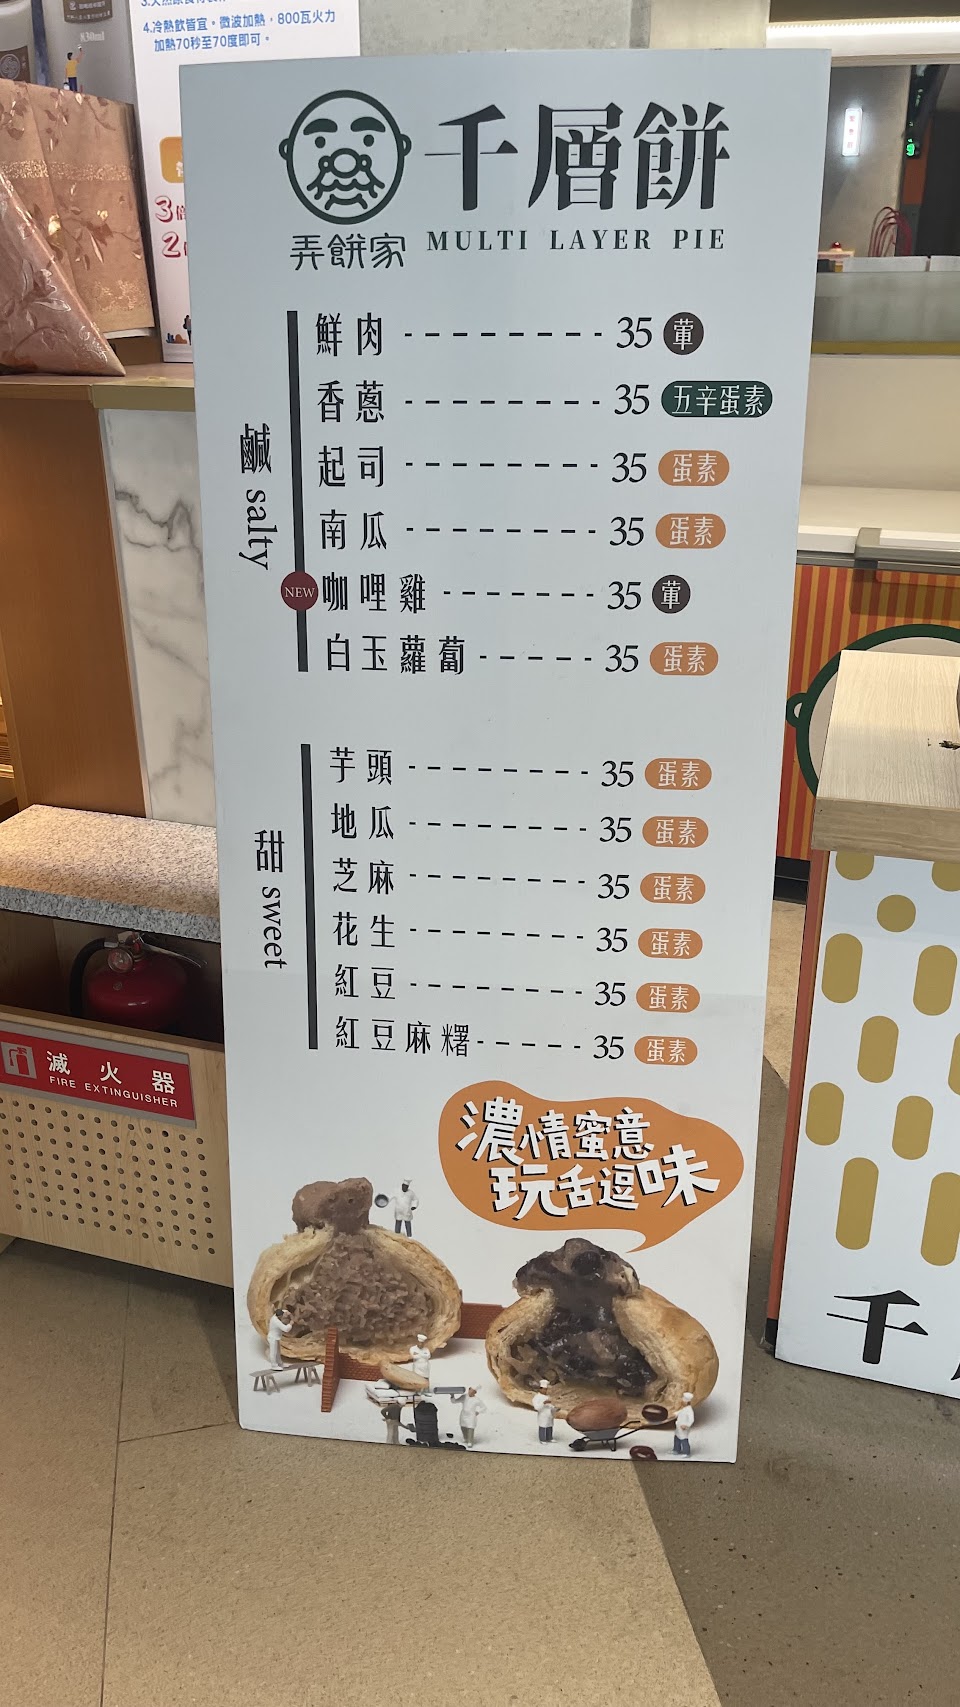 4.冷熱飲皆宜。微波加熱，800瓦火力
加熱70秒至70度即可。
830ml
3
2
千層餅
弄餅家
MULTI LAYER PIE
鹹 salty
鮮肉 -------- 35 葷
香蔥 -------- 35 五辛蛋素
起司 -------- 35 蛋素
南瓜 -------- 35 蛋素
NEW 咖哩雞 ------- 35 葷
白玉蘿蔔 ----- 35 蛋素
甜 sweet
芋頭 -------- 35 蛋素
地瓜 -------- 35 蛋素
芝麻 -------- 35 蛋素
花生 -------- 35 蛋素
紅豆 -------- 35 蛋素
紅豆麻糬 ----- 35 蛋素
濃情蜜意
玩舌逗味
滅火器
FIRE EXTINGUISHER
千